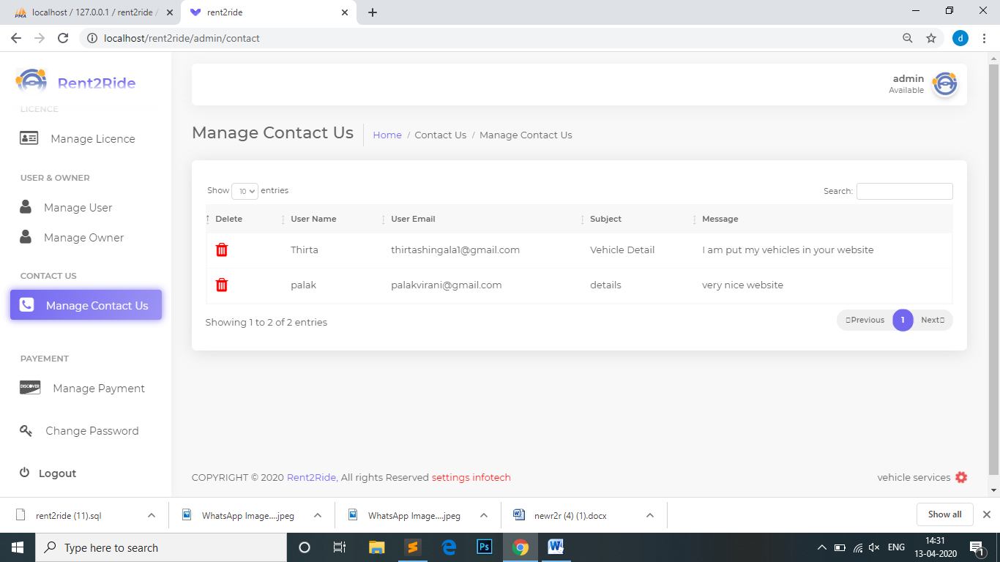 localhost / 127.0.0.1 / rent2ride /
rent2ride
localhost/rent2ride/admin/contact
d
Rent2Ride
LICENCE
Manage Licence
USER & OWNER
Manage User
Manage Owner
CONTACT US
Manage Contact Us
PAYEMENT
DISCOVER
Manage Payment
Change Password
Logout
admin
Available
Manage Contact Us
Home / Contact Us / Manage Contact Us
Show 10 entries
Search:
Delete User Name User Email Subject Message
Thirta thirtashingala1@gmail.com Vehicle Detail I am put my vehicles in your website
palak palakvirani@gmail.com details very nice website
Showing 1 to 2 of 2 entries
Previous 1 Next
COPYRIGHT © 2020 Rent2Ride, All rights Reserved settings infotech
vehicle services
rent2ride (11).sql
WhatsApp Image....jpeg
WhatsApp Image....jpeg
newr2r (4) (1).docx
Show all
Type here to search
Ps
ENG
14:31
13-04-2020
1